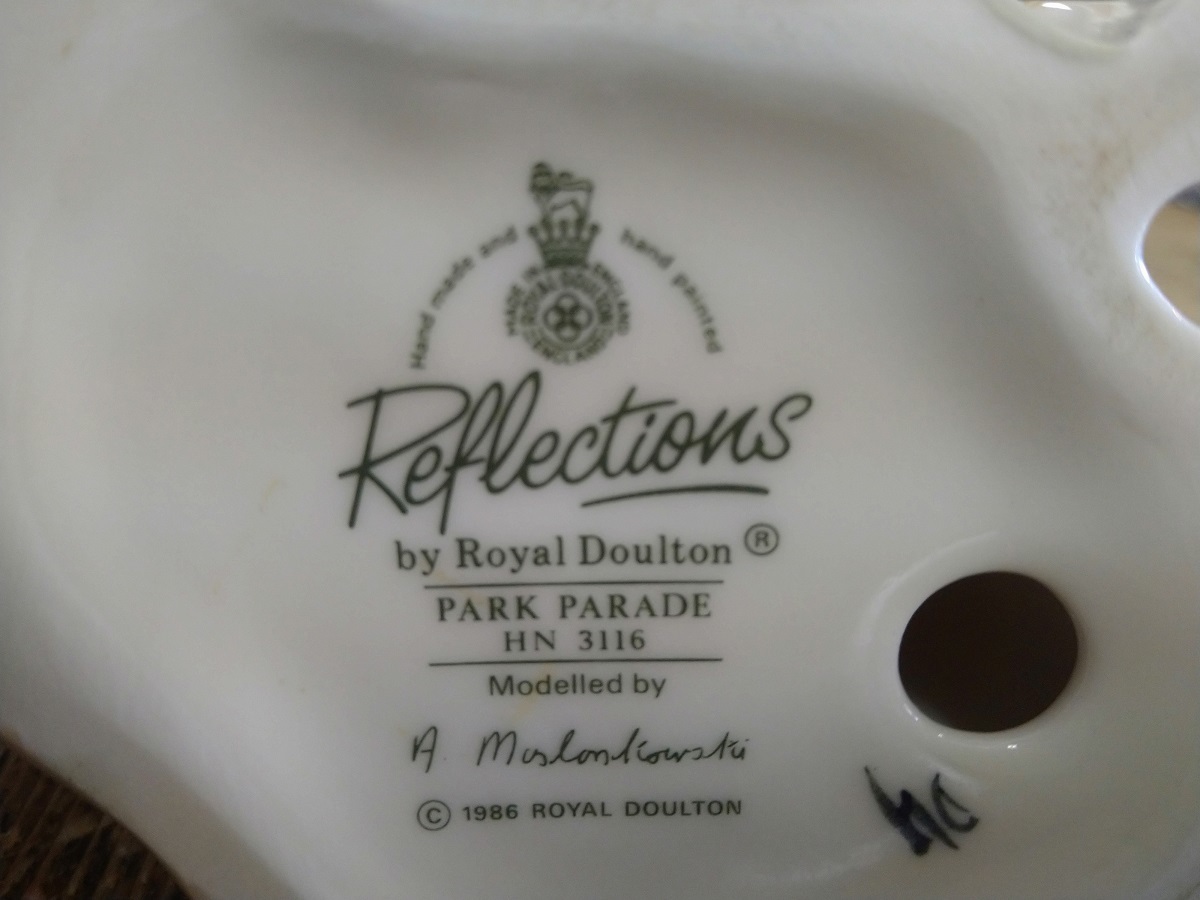 Hand made and hand painted
MADE IN ENGLAND
ROYAL DOULTON
ENGLAND
Reflections
by Royal Doulton ®
PARK PARADE
HN 3116
Modelled by
A Maslankowski
© 1986 ROYAL DOULTON